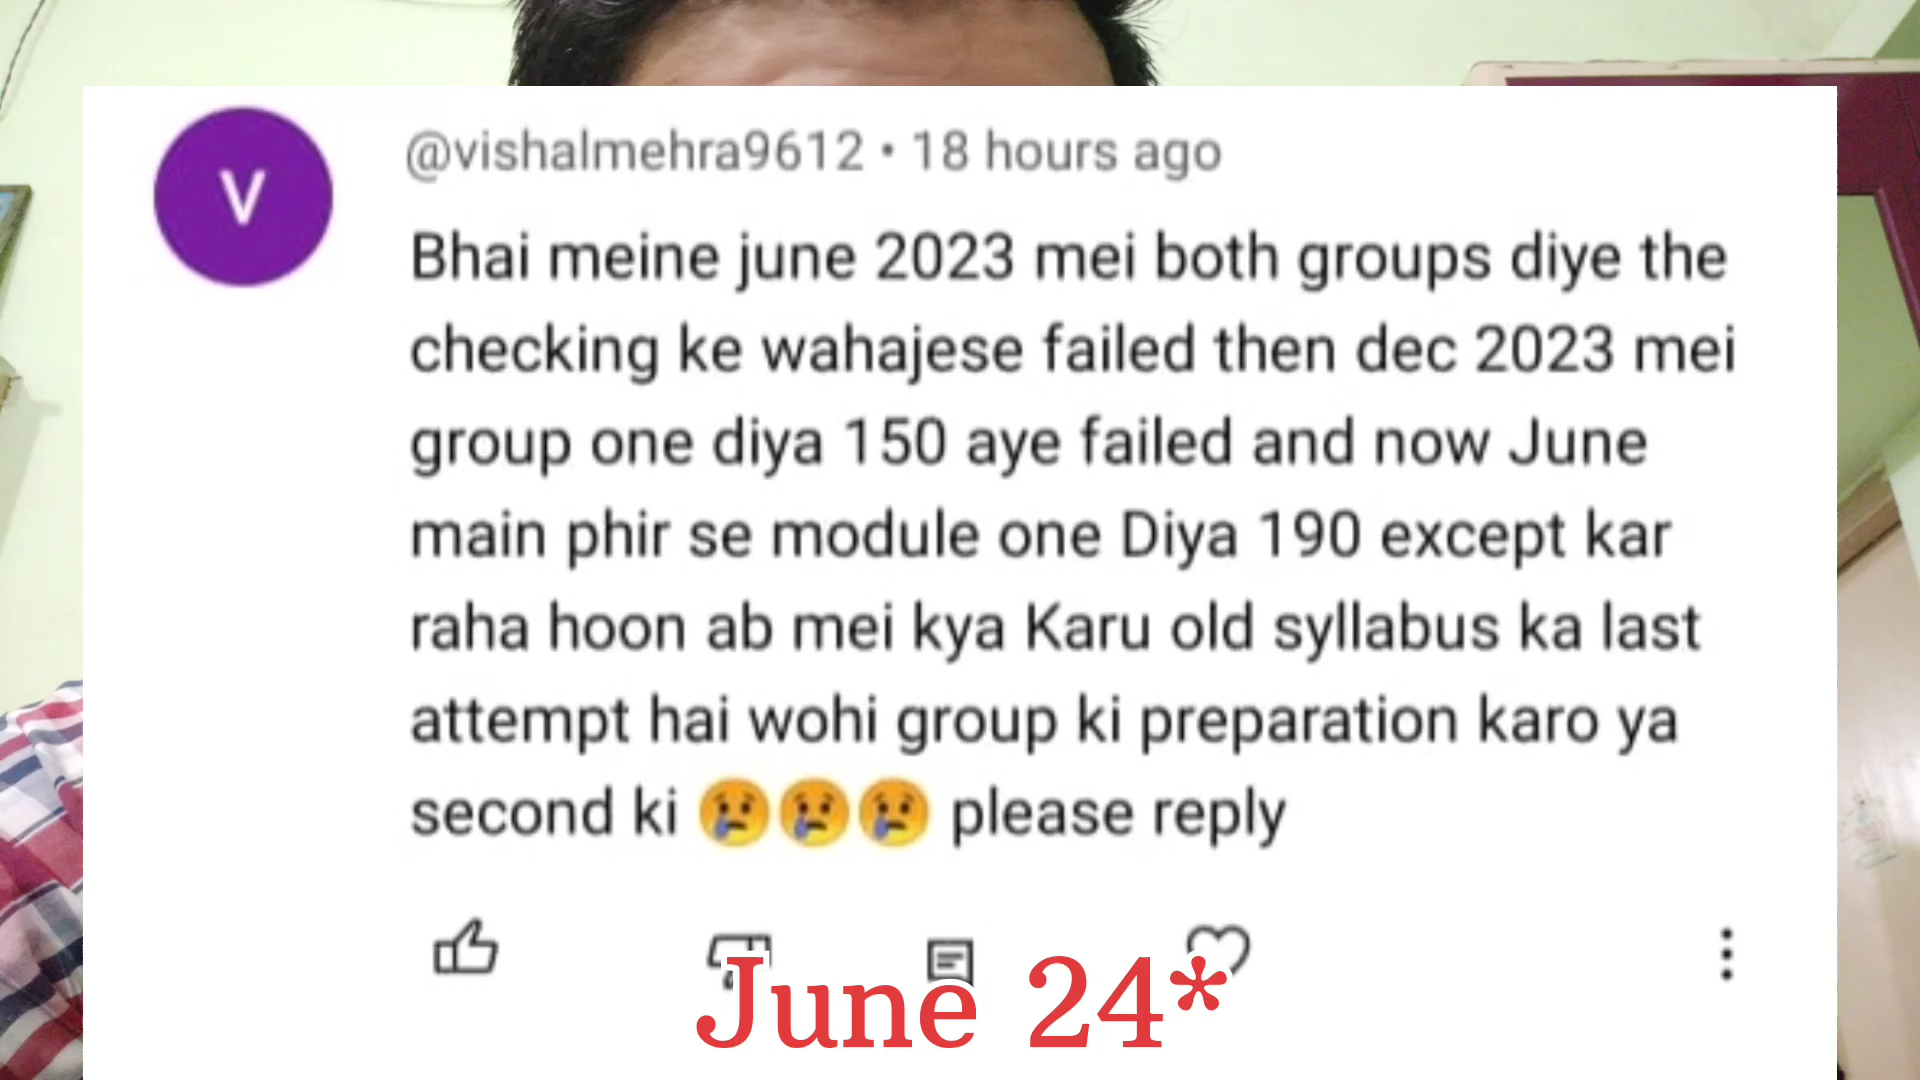 V
@vishalmehra9612 • 18 hours ago
Bhai meine june 2023 mei both groups diye the
checking ke wahajese failed then dec 2023 mei
group one diya 150 aye failed and now June
main phir se module one Diya 190 except kar
raha hoon ab mei kya Karu old syllabus ka last
attempt hai wohi group ki preparation karo ya
second ki 😢😢😢 please reply
June 24*